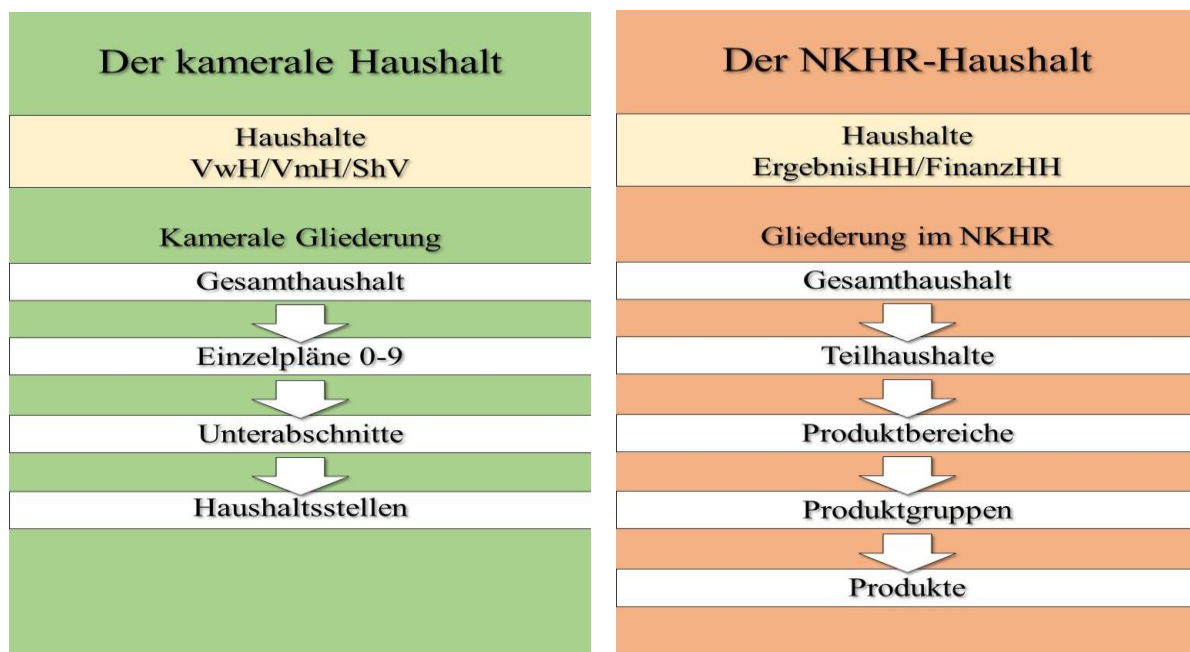 Der kamerale Haushalt
Haushalte
VwH/VmH/ShV
Kamerale Gliederung
Gesamthaushalt
Einzelpläne 0-9
Unterabschnitte
Haushaltsstellen
Der NKHR-Haushalt
Haushalte
ErgebnisHH/FinanzHH
Gliederung im NKHR
Gesamthaushalt
Teilhaushalte
Produktbereiche
Produktgruppen
Produkte